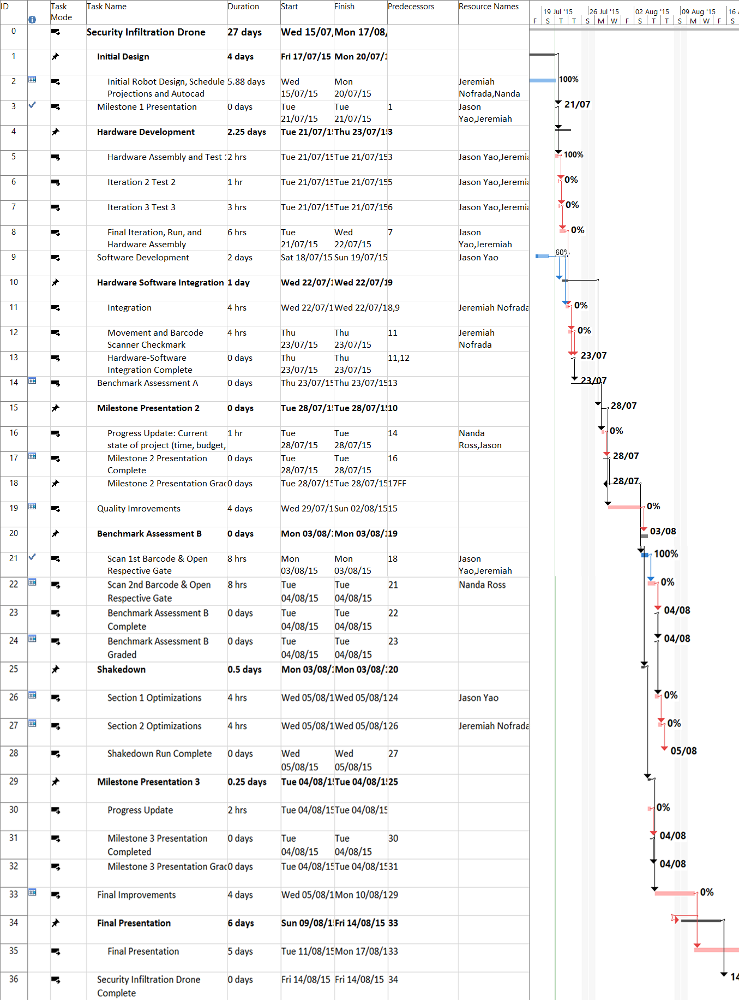 ID Task Mode Task Name Duration Start Finish Predecessors Resource Names
19 Jul '15 26 Jul '15 02 Aug '15 09 Aug '15 16
F S T T S M W F S T T S M W F S
0 Security Infiltration Drone 27 days Wed 15/07/ Mon 17/08/
1 Initial Design 4 days Fri 17/07/15 Mon 20/07/1
2 Initial Robot Design, Schedule Projections and Autocad 5.88 days Wed 15/07/15 Mon 20/07/15 Jeremiah Nofrada,Nanda 100%
3 Milestone 1 Presentation 0 days Tue 21/07/15 Tue 21/07/15 1 Jason Yao,Jeremiah 21/07
4 Hardware Development 2.25 days Tue 21/07/15 Thu 23/07/15 3
5 Hardware Assembly and Test 1 2 hrs Tue 21/07/15 Tue 21/07/15 3 Jason Yao,Jeremia 100%
6 Iteration 2 Test 2 1 hr Tue 21/07/15 Tue 21/07/15 5 Jason Yao,Jeremia 0%
7 Iteration 3 Test 3 3 hrs Tue 21/07/15 Tue 21/07/15 6 Jason Yao,Jeremia 0%
8 Final Iteration, Run, and Hardware Assembly 6 hrs Tue 21/07/15 Wed 22/07/15 7 Jason Yao,Jeremiah 0%
9 Software Development 2 days Sat 18/07/15 Sun 19/07/15 Jason Yao 60%
10 Hardware Software Integration 1 day Wed 22/07/1 Wed 22/07/1 9
11 Integration 4 hrs Wed 22/07/1 Wed 22/07/1 8,9 Jeremiah Nofrada 0%
12 Movement and Barcode Scanner Checkmark 4 hrs Thu 23/07/15 Thu 23/07/15 11 Jeremiah Nofrada 0%
13 Hardware-Software Integration Complete 0 days Thu 23/07/15 Thu 23/07/15 11,12 23/07
14 Benchmark Assessment A 0 days Thu 23/07/15 Thu 23/07/15 13 23/07
15 Milestone Presentation 2 0 days Tue 28/07/15 Tue 28/07/15 10 28/07
16 Progress Update: Current state of project (time, budget, 1 hr Tue 28/07/15 Tue 28/07/15 14 Nanda Ross,Jason 0%
17 Milestone 2 Presentation Complete 0 days Tue 28/07/15 Tue 28/07/15 16 28/07
18 Milestone 2 Presentation Grac 0 days Tue 28/07/15 Tue 28/07/15 17FF 28/07
19 Quality Imrovements 4 days Wed 29/07/1 Sun 02/08/15 15 0%
20 Benchmark Assessment B 0 days Mon 03/08/1 Mon 03/08/1 19 03/08
21 Scan 1st Barcode & Open Respective Gate 8 hrs Mon 03/08/15 Mon 03/08/15 18 Jason Yao,Jeremiah 100%
22 Scan 2nd Barcode & Open Respective Gate 8 hrs Tue 04/08/15 Tue 04/08/15 21 Nanda Ross 0%
23 Benchmark Assessment B Complete 0 days Tue 04/08/15 Tue 04/08/15 22 04/08
24 Benchmark Assessment B Graded 0 days Tue 04/08/15 Tue 04/08/15 23 04/08
25 Shakedown 0.5 days Mon 03/08/1 Mon 03/08/1 20
26 Section 1 Optimizations 4 hrs Wed 05/08/1 Wed 05/08/1 24 Jason Yao 0%
27 Section 2 Optimizations 4 hrs Wed 05/08/1 Wed 05/08/1 26 Jeremiah Nofrada 0%
28 Shakedown Run Complete 0 days Wed 05/08/15 Wed 05/08/15 27 05/08
29 Milestone Presentation 3 0.25 days Tue 04/08/15 Tue 04/08/15 25
30 Progress Update 2 hrs Tue 04/08/15 Tue 04/08/15 0%
31 Milestone 3 Presentation Completed 0 days Tue 04/08/15 Tue 04/08/15 30 04/08
32 Milestone 3 Presentation Grac 0 days Tue 04/08/15 Tue 04/08/15 31 04/08
33 Final Improvements 4 days Wed 05/08/1 Mon 10/08/1 29 0%
34 Final Presentation 6 days Sun 09/08/1 Fri 14/08/15 33
35 Final Presentation 5 days Tue 11/08/15 Mon 17/08/1 33
36 Security Infiltration Drone Complete 0 days Fri 14/08/15 Fri 14/08/15 34 14